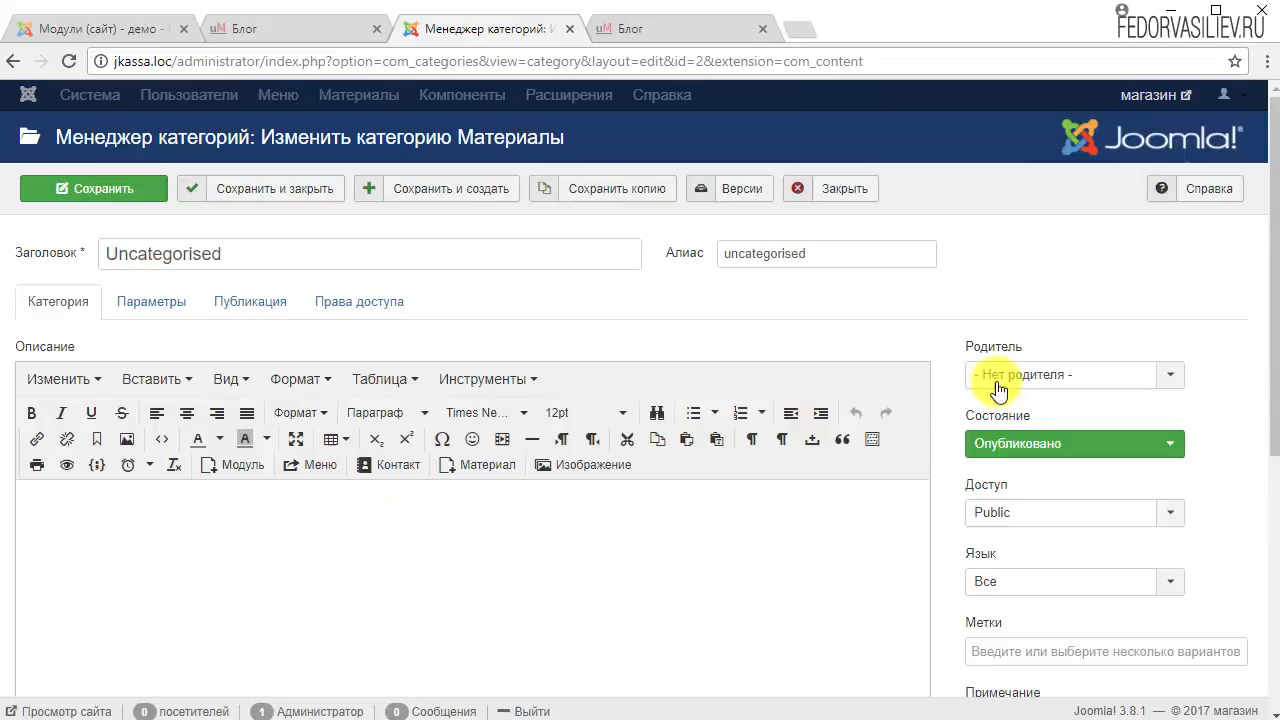 Модули (сайт) - демо -
Блог
Менеджер категорий: И
Блог
FEDORVASILIEV.RU
jkassa.loc/administrator/index.php?option=com_categories&view=category&layout=edit&id=2&extension=com_content
Система Пользователи Меню Материалы Компоненты Расширения Справка магазин
Менеджер категорий: Изменить категорию Материалы
Joomla!
Сохранить Сохранить и закрыть Сохранить и создать Сохранить копию Версии Закрыть Справка
Заголовок * Uncategorised Алиас uncategorised
Категория Параметры Публикация Права доступа
Описание
Изменить Вставить Вид Формат Таблица Инструменты
Формат Параграф Times Ne... 12pt
Модуль Меню Контакт Материал Изображение
Родитель
- Нет родителя -
Состояние
Опубликовано
Доступ
Public
Язык
Все
Метки
Введите или выберите несколько вариантов
Примечание
Просмотр сайта 0 посетителей 1 Администратор 0 Сообщения Выйти Joomla! 3.8.1 — © 2017 магазин